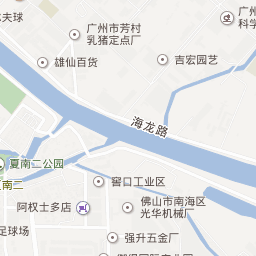 尔夫球
广州市芳村
乳猪定点厂
广州
科学
雄仙百货
吉宏园艺
海龙路
夏南二公园
南二
窖口工业区
阿权士多店
佛山市南海区
光华机械厂
足球场
强升五金厂